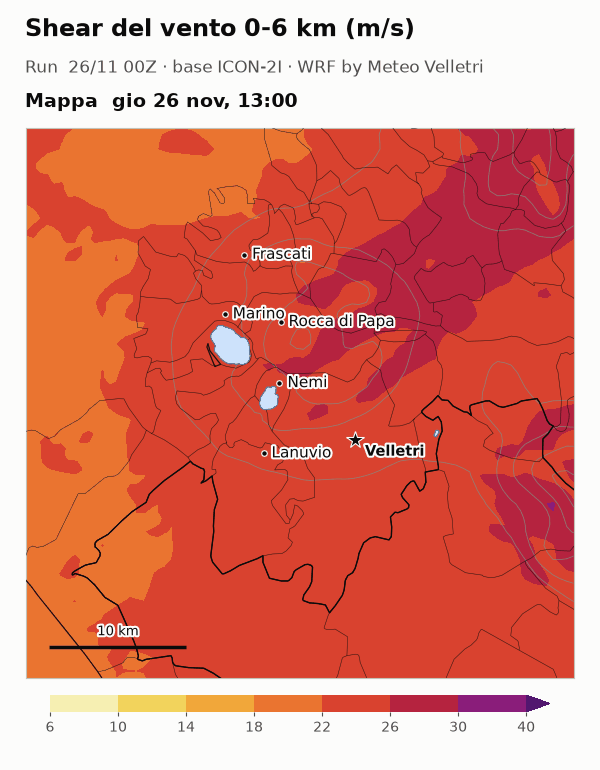 Shear del vento 0-6 km (m/s)
Run  26/11 00Z · base ICON-2I · WRF by Meteo Velletri
Mappa  gio 26 nov, 13:00
Frascati
Marino
Rocca di Papa
Nemi
Velletri
Lanuvio
10 km
6 10 14 18 22 26 30 40